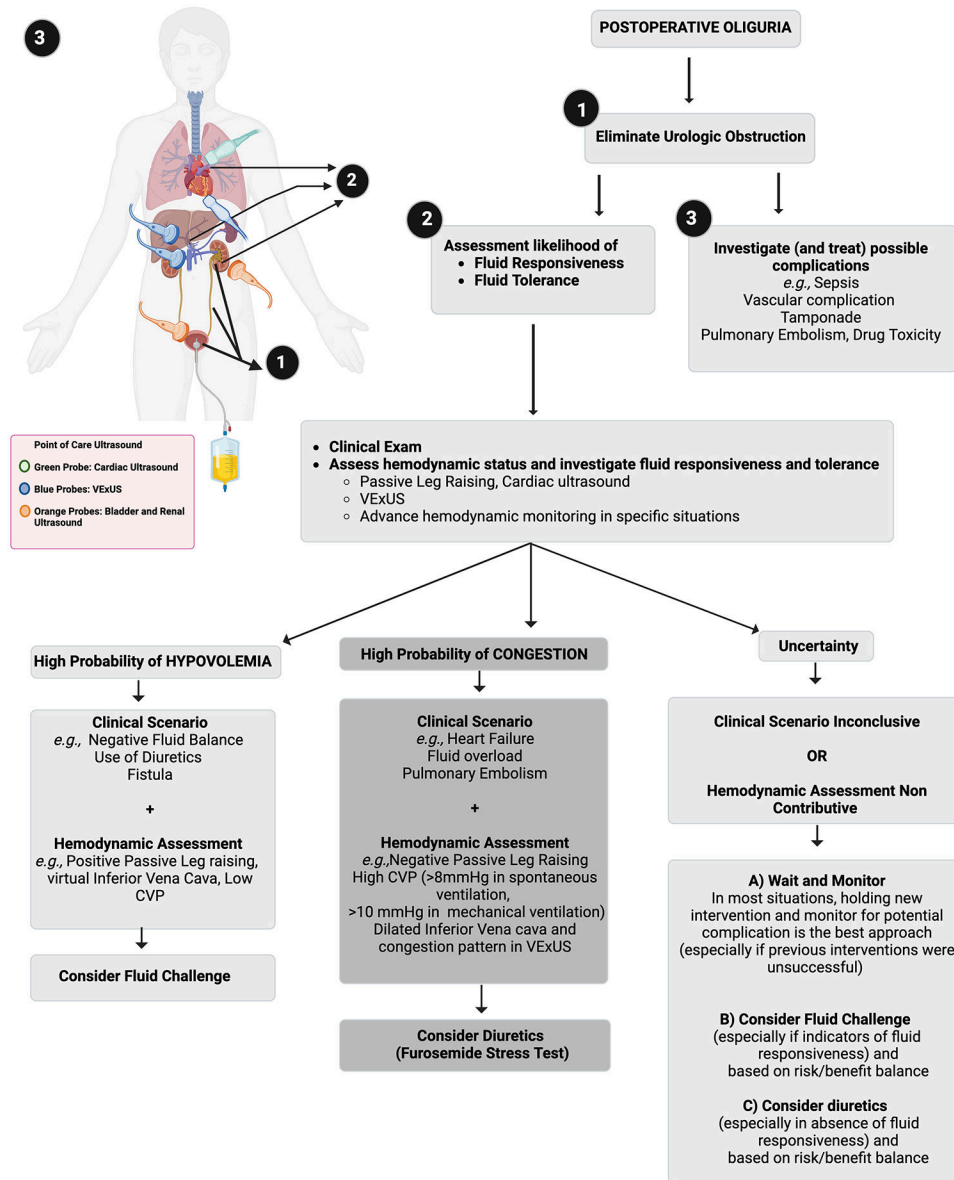 3
POSTOPERATIVE OLIGURIA
1
Eliminate Urologic Obstruction
2
2
Assessment likelihood of
• Fluid Responsiveness
• Fluid Tolerance
3
Investigate (and treat) possible
complications
e.g., Sepsis
Vascular complication
Tamponade
Pulmonary Embolism, Drug Toxicity
1
Point of Care Ultrasound
Green Probe: Cardiac Ultrasound
Blue Probes: VExUS
Orange Probes: Bladder and Renal
Ultrasound
• Clinical Exam
• Assess hemodynamic status and investigate fluid responsiveness and tolerance
○ Passive Leg Raising, Cardiac ultrasound
○ VExUS
○ Advance hemodynamic monitoring in specific situations
High Probability of HYPOVOLEMIA
Clinical Scenario
e.g., Negative Fluid Balance
Use of Diuretics
Fistula
+
Hemodynamic Assessment
e.g., Positive Passive Leg raising,
virtual Inferior Vena Cava, Low
CVP
Consider Fluid Challenge
High Probability of CONGESTION
Clinical Scenario
e.g., Heart Failure
Fluid overload
Pulmonary Embolism
+
Hemodynamic Assessment
e.g.,Negative Passive Leg Raising
High CVP (>8mmHg in spontaneous
ventilation,
>10 mmHg in mechanical ventilation)
Dilated Inferior Vena cava and
congestion pattern in VExUS
Consider Diuretics
(Furosemide Stress Test)
Uncertainty
Clinical Scenario Inconclusive
OR
Hemodynamic Assessment Non
Contributive
A) Wait and Monitor
In most situations, holding new
intervention and monitor for potential
complication is the best approach
(especially if previous interventions were
unsuccessful)
B) Consider Fluid Challenge
(especially if indicators of fluid
responsiveness) and
based on risk/benefit balance
C) Consider diuretics
(especially in absence of fluid
responsiveness) and
based on risk/benefit balance